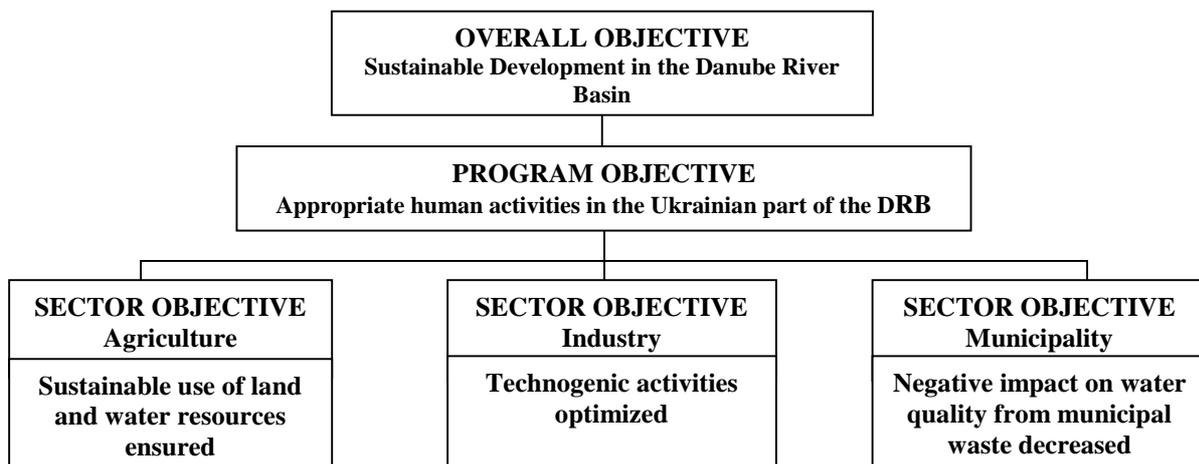 OVERALL OBJECTIVE
Sustainable Development in the Danube River
Basin
PROGRAM OBJECTIVE
Appropriate human activities in the Ukrainian part of the DRB
SECTOR OBJECTIVE
Agriculture
Sustainable use of land
and water resources
ensured
SECTOR OBJECTIVE
Industry
Technogenic activities
optimized
SECTOR OBJECTIVE
Municipality
Negative impact on water
quality from municipal
waste decreased